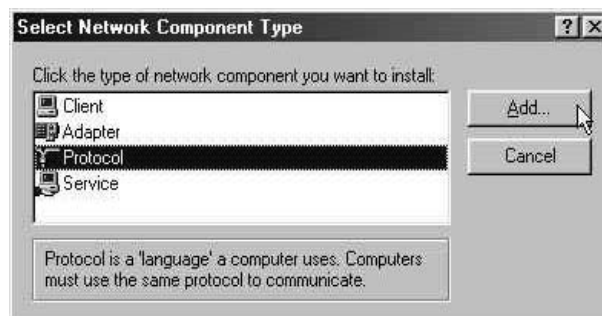 Select Network Component Type
Click the type of network component you want to install:
Client
Adapter
Protocol
Service
Add...
Cancel
Protocol is a 'language' a computer uses. Computers
must use the same protocol to communicate.